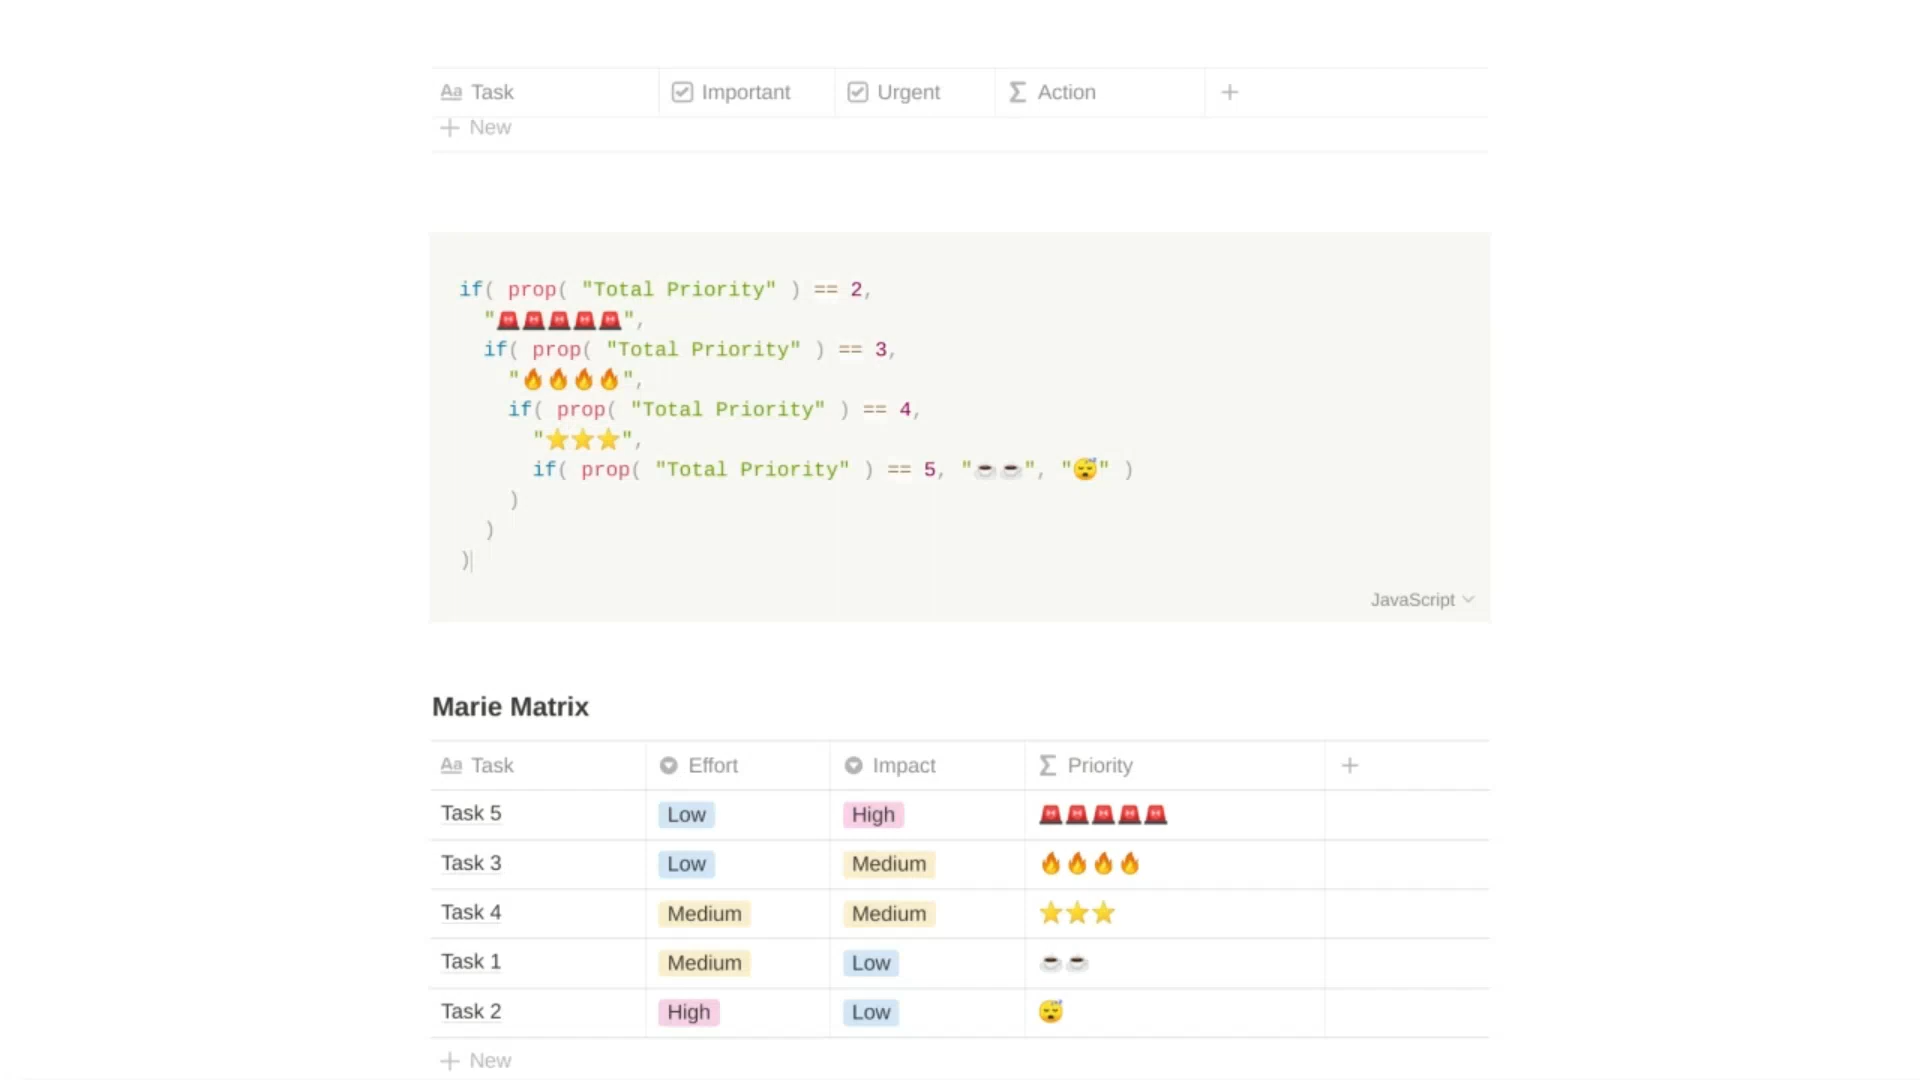 Aa Task Important Urgent Σ Action +
+ New
if( prop( "Total Priority" ) == 2,
"🚨🚨🚨🚨🚨",
if( prop( "Total Priority" ) == 3,
"🔥🔥🔥🔥",
if( prop( "Total Priority" ) == 4,
"⭐⭐⭐",
if( prop( "Total Priority" ) == 5, "☕☕", "😴" )
)
)
)
JavaScript
Marie Matrix
Aa Task Effort Impact Σ Priority +
Task 5 Low High 🚨🚨🚨🚨🚨
Task 3 Low Medium 🔥🔥🔥🔥
Task 4 Medium Medium ⭐⭐⭐
Task 1 Medium Low ☕☕
Task 2 High Low 😴
+ New